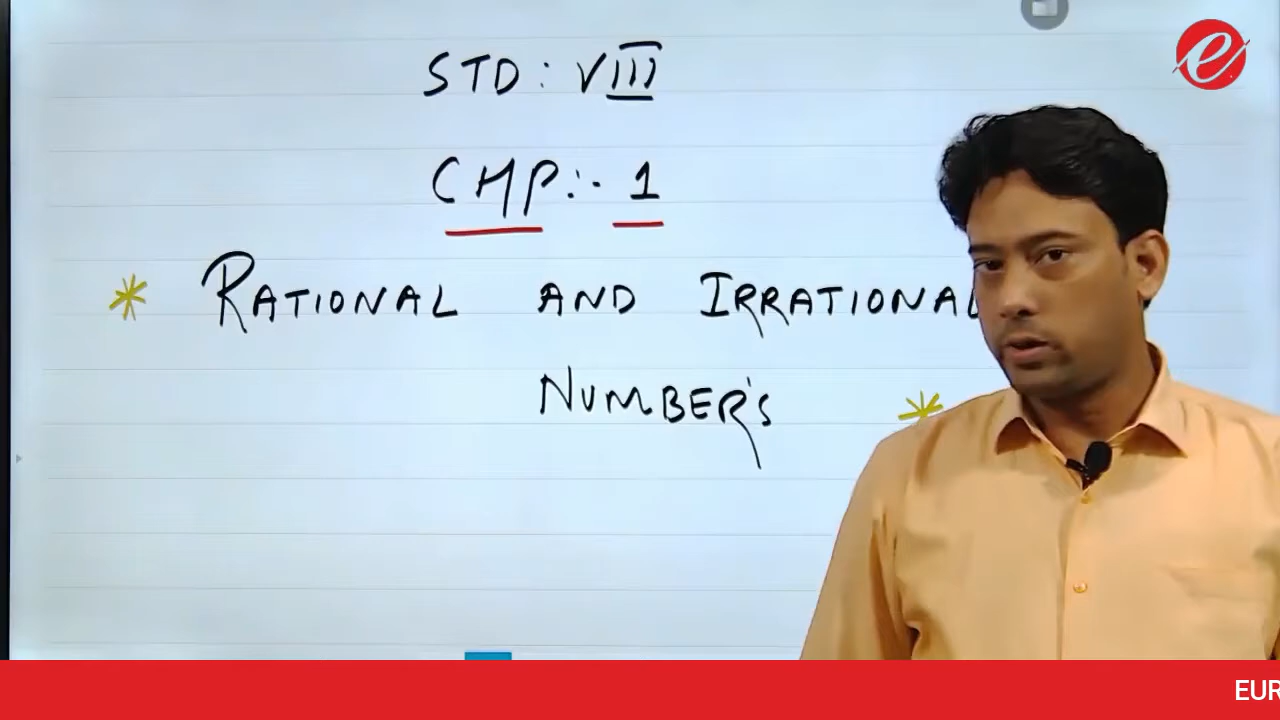 STD : VIII
CHP :- 1
* RATIONAL AND IRRATIONAL
NUMBER'S *
EUR
e